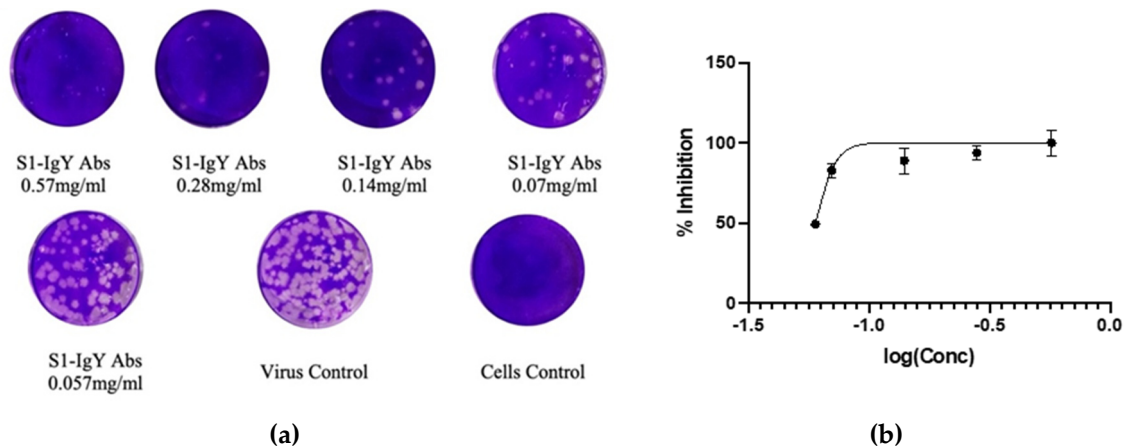 S1-IgY Abs
0.57mg/ml
S1-IgY Abs
0.28mg/ml
S1-IgY Abs
0.14mg/ml
S1-IgY Abs
0.07mg/ml
S1-IgY Abs
0.057mg/ml
Virus Control
Cells Control
(a)
150
100
50
0
% Inhibition
-1.5
-1.0
-0.5
0.0
log(Conc)
(b)